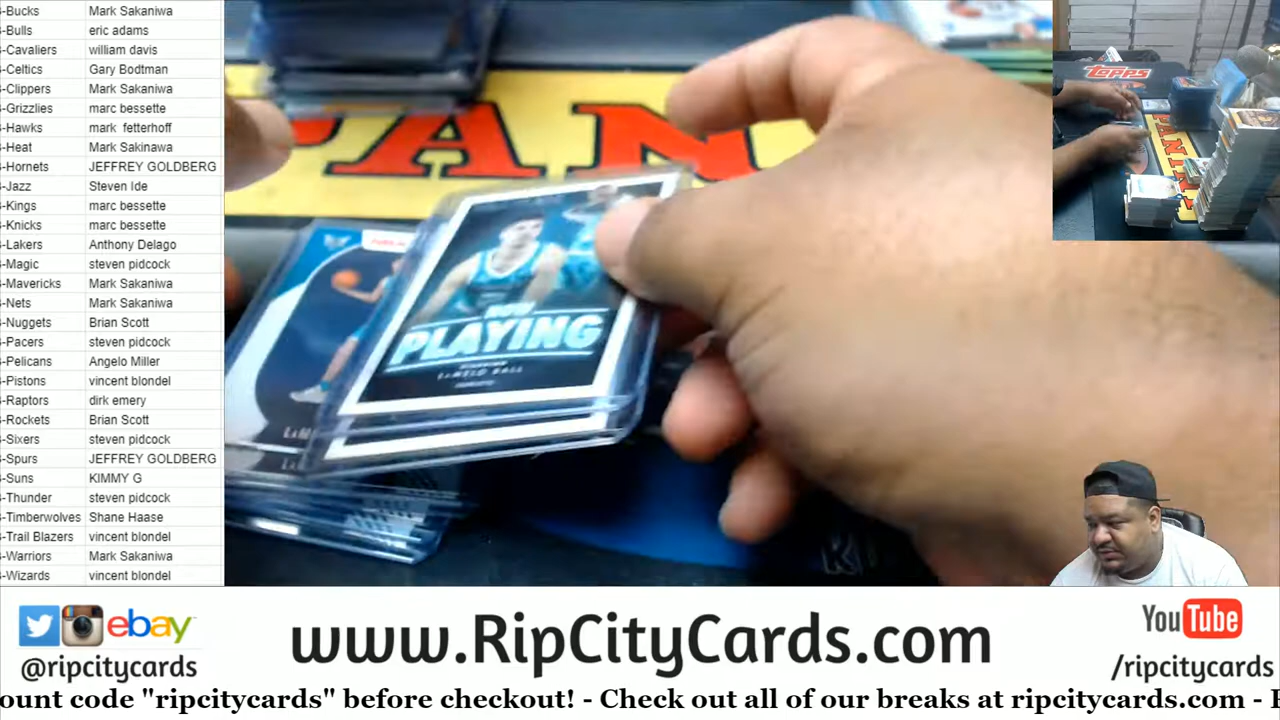 -Bucks Mark Sakaniwa
-Bulls eric adams
-Cavaliers william davis
-Celtics Gary Bodtman
-Clippers Mark Sakaniwa
-Grizzlies marc bessette
-Hawks mark fetterhoff
-Heat Mark Sakinawa
-Hornets JEFFREY GOLDBERG
-Jazz Steven Ide
-Kings marc bessette
-Knicks marc bessette
-Lakers Anthony Delago
-Magic steven pidcock
-Mavericks Mark Sakaniwa
-Nets Mark Sakaniwa
-Nuggets Brian Scott
-Pacers steven pidcock
-Pelicans Angelo Miller
-Pistons vincent blondel
-Raptors dirk emery
-Rockets Brian Scott
-Sixers steven pidcock
-Spurs JEFFREY GOLDBERG
-Suns KIMMY G
-Thunder steven pidcock
-Timberwolves Shane Haase
-Trail Blazers vincent blondel
-Warriors Mark Sakaniwa
-Wizards vincent blondel
PANI
NOW
PLAYING
LaMELO BALL
Topps
ebay
@ripcitycards
www.RipCityCards.com
YouTube
/ripcitycards
ount code "ripcitycards" before checkout! - Check out all of our breaks at ripcitycards.com -